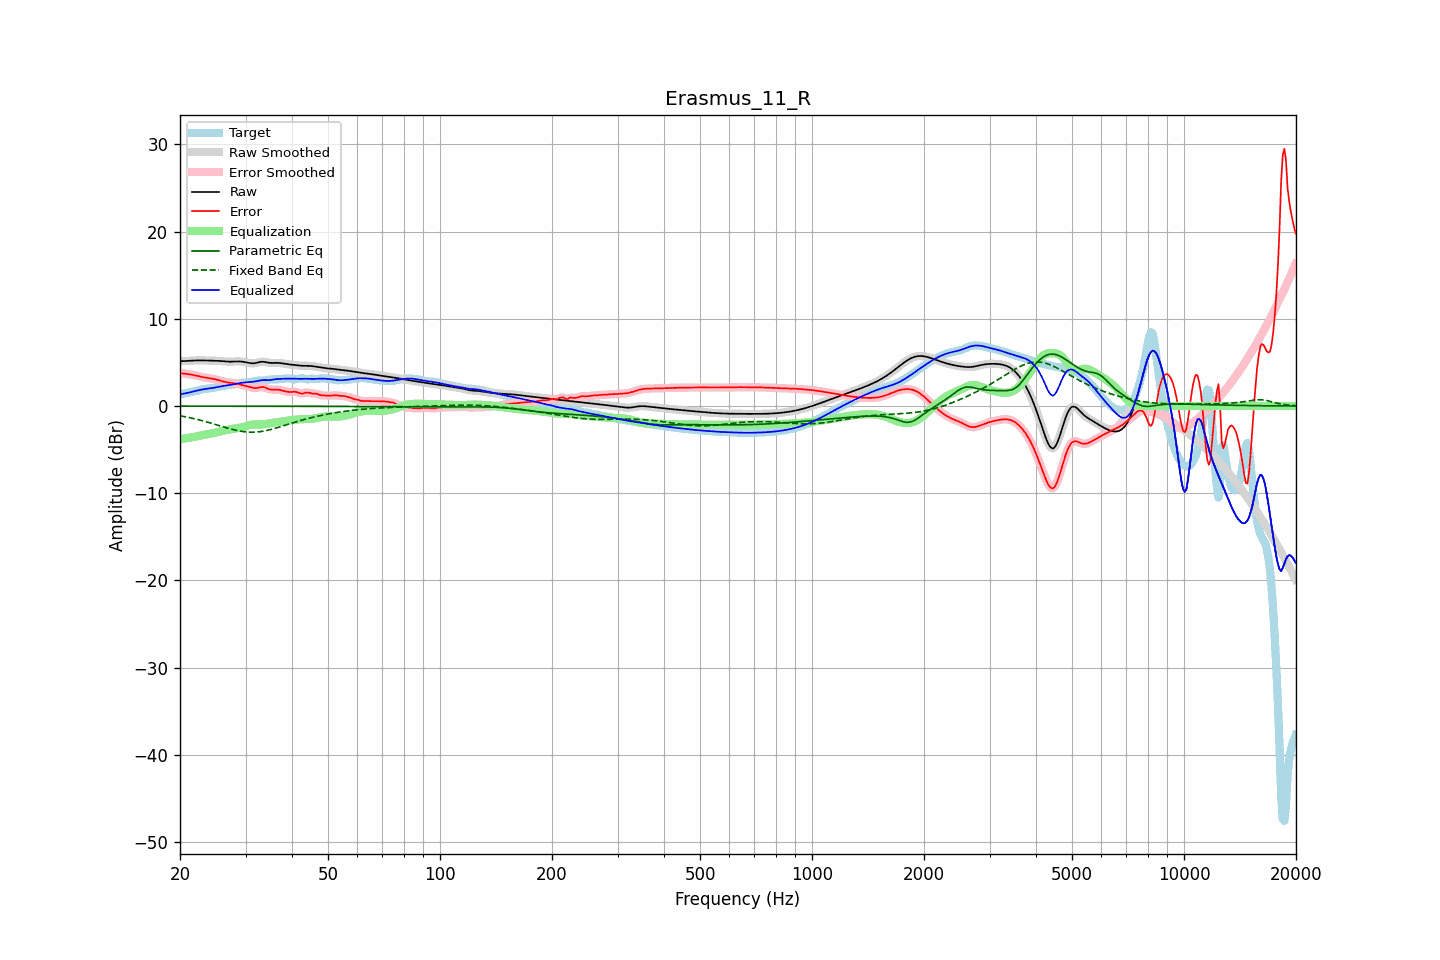 Erasmus_11_R
Target
Raw Smoothed
Error Smoothed
Raw
Error
Equalization
Parametric Eq
Fixed Band Eq
Equalized
30
20
10
0
−10
−20
−30
−40
−50
Amplitude (dBr)
20 50 100 200 500 1000 2000 5000 10000 20000
Frequency (Hz)